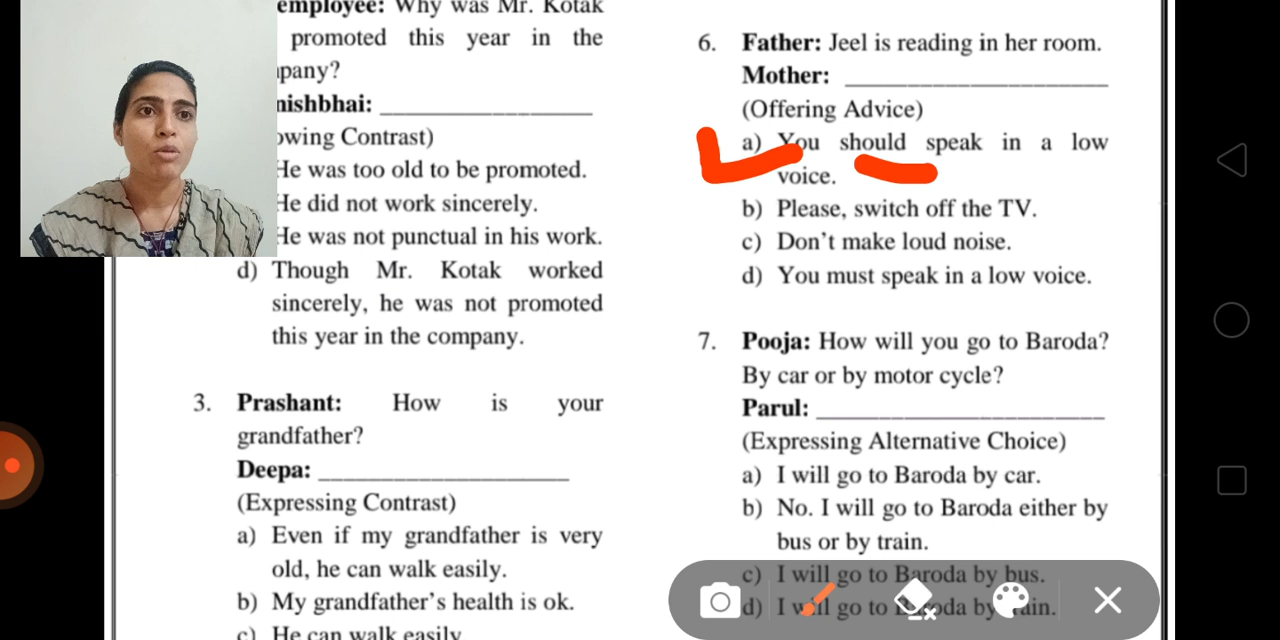 employee: Why was Mr. Kotak
promoted this year in the
pany?
nishbhai:
owing Contrast)
He was too old to be promoted.
He did not work sincerely.
He was not punctual in his work.
d) Though Mr. Kotak worked
sincerely, he was not promoted
this year in the company.
3. Prashant: How is your
grandfather?
Deepa:
(Expressing Contrast)
a) Even if my grandfather is very
old, he can walk easily.
b) My grandfather's health is ok.
c) He can walk easily
6. Father: Jeel is reading in her room.
Mother:
(Offering Advice)
a) You should speak in a low
voice.
b) Please, switch off the TV.
c) Don't make loud noise.
d) You must speak in a low voice.
7. Pooja: How will you go to Baroda?
By car or by motor cycle?
Parul:
(Expressing Alternative Choice)
a) I will go to Baroda by car.
b) No. I will go to Baroda either by
bus or by train.
c) I will go to Baroda by bus.
d) I will go to Baroda by train.